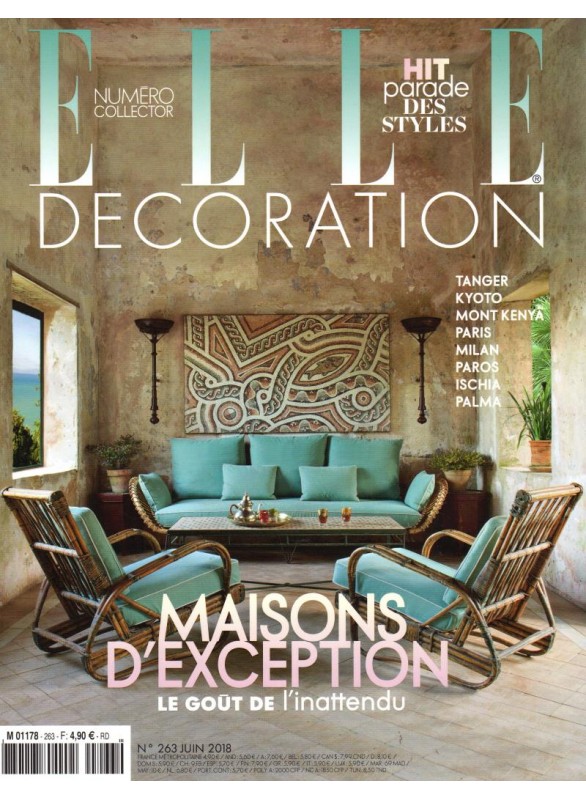 ELLE
NUMÉRO
COLLECTOR
HIT
parade
DES
STYLES
DECORATION
TANGER
KYOTO
MONT KENYA
PARIS
MILAN
PAROS
ISCHIA
PALMA
MAISONS
D'EXCEPTION
LE GOÛT DE l'inattendu
M 01178 - 263 - F: 4,90 € - RD
N° 263 JUIN 2018